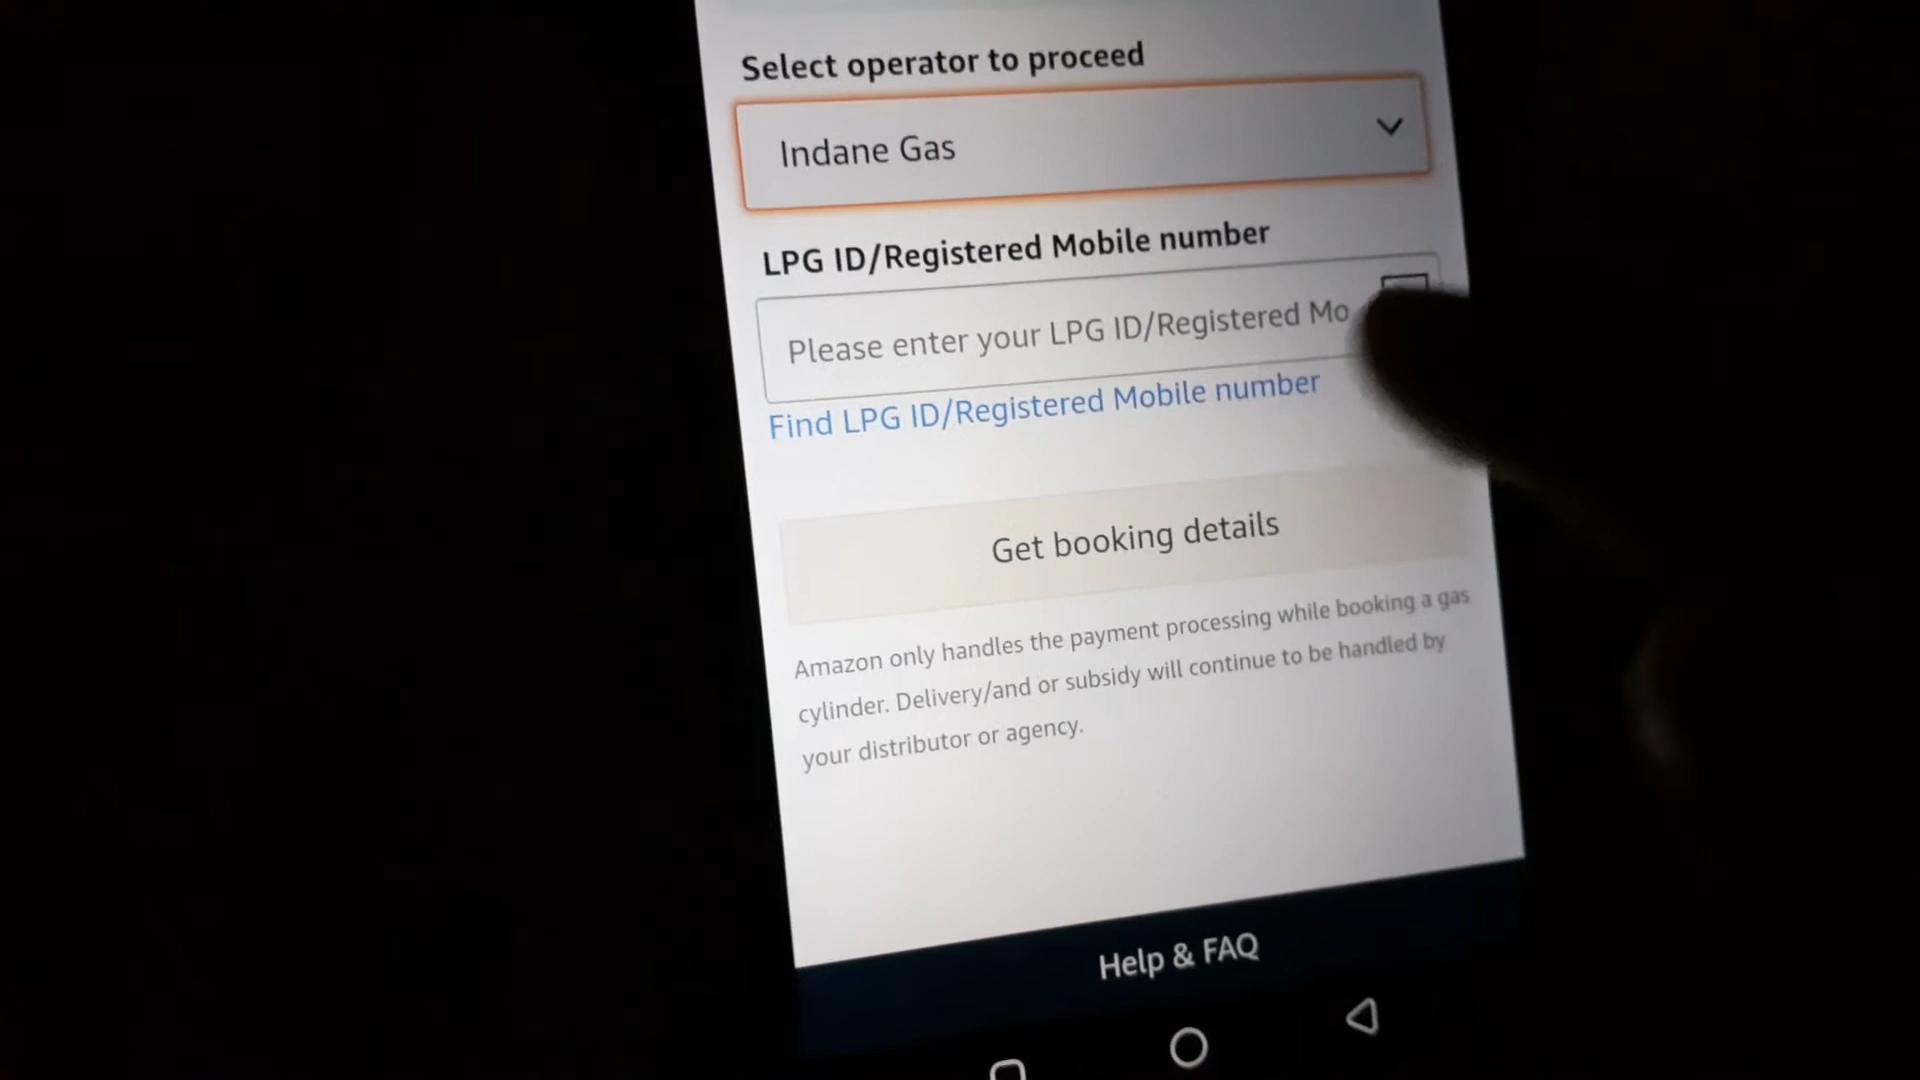 Select operator to proceed
Indane Gas
LPG ID/Registered Mobile number
Please enter your LPG ID/Registered Mo
Find LPG ID/Registered Mobile number
Get booking details
Amazon only handles the payment processing while booking a gas
cylinder. Delivery/and or subsidy will continue to be handled by
your distributor or agency.
Help & FAQ